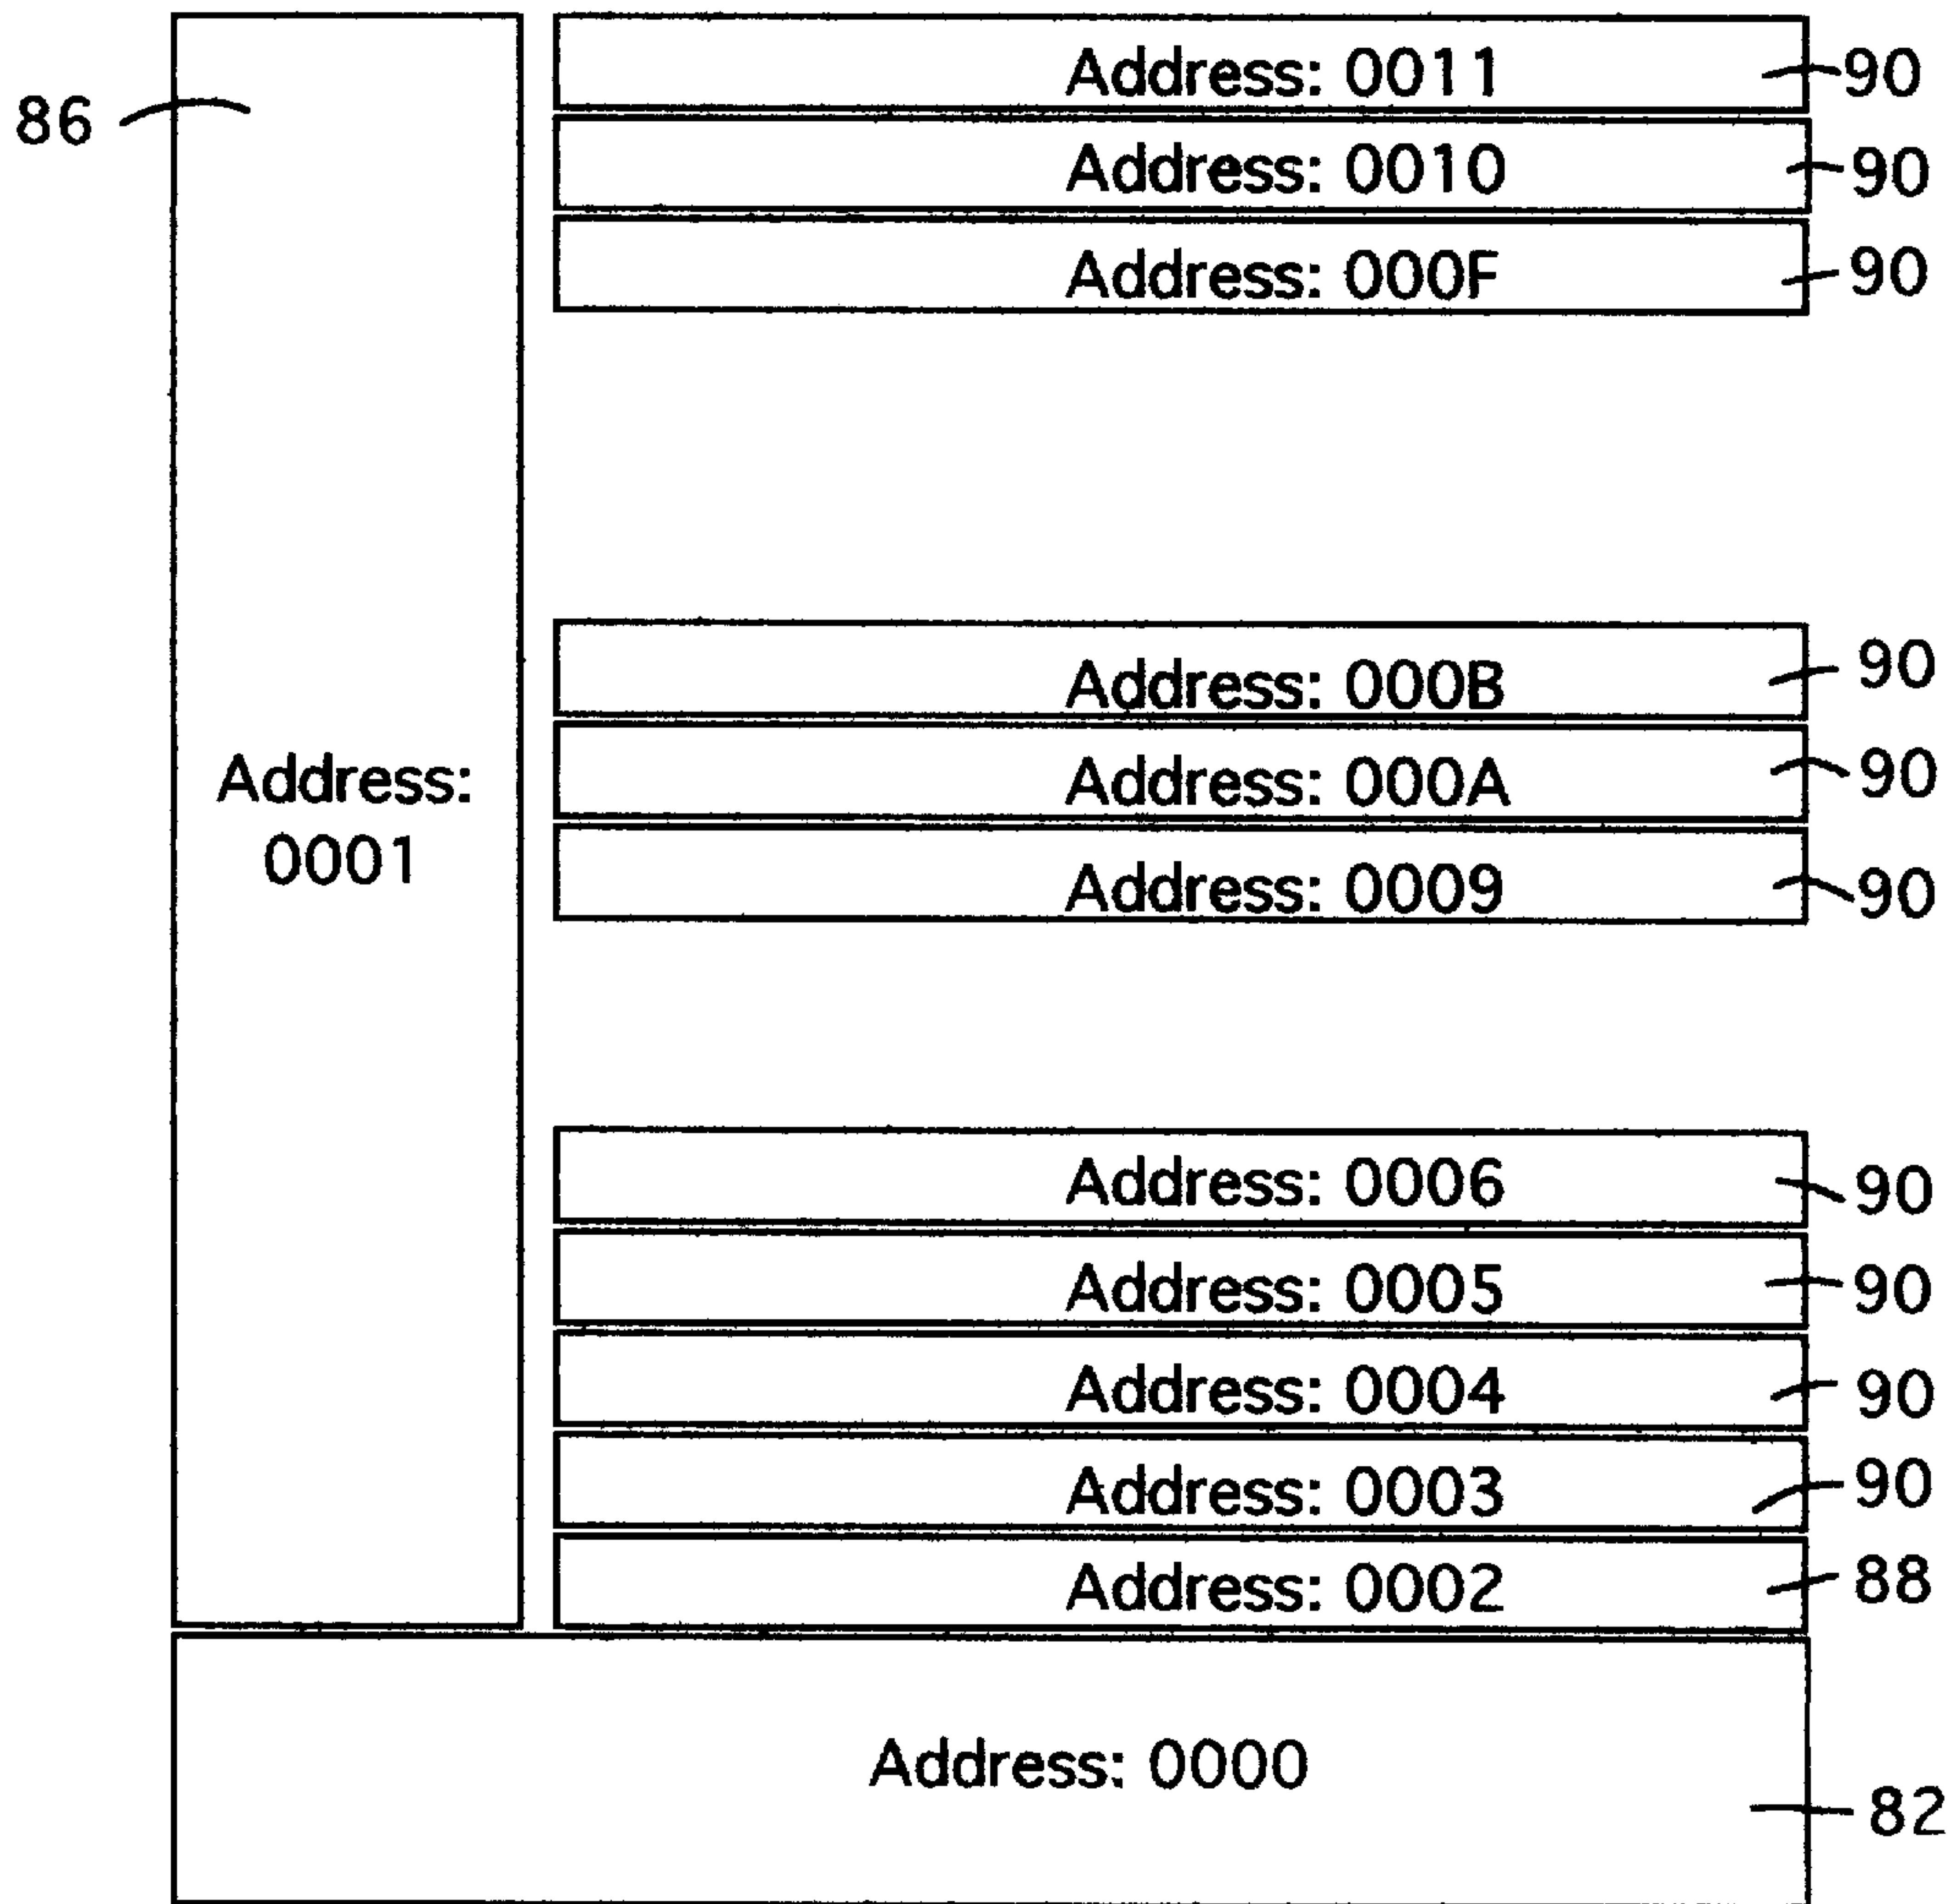 Address: 0011 90
86
Address: 0010 90
Address: 000F 90
Address: 000B 90
Address:
0001
Address: 000A 90
Address: 0009 90
Address: 0006 90
Address: 0005 90
Address: 0004 90
Address: 0003 90
Address: 0002 88
Address: 0000
82